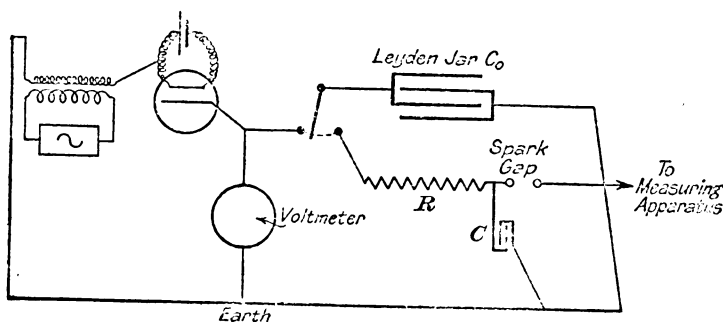 Leyden Jar C₀
Spark
Gap
To
Measuring
Apparatus
Voltmeter
R
C
Earth